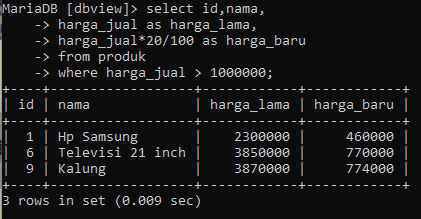 MariaDB [dbview]> select id,nama,
    -> harga_jual as harga_lama,
    -> harga_jual*20/100 as harga_baru
    -> from produk
    -> where harga_jual > 1000000;
+----+------------------+------------+------------+
| id | nama             | harga_lama | harga_baru |
+----+------------------+------------+------------+
|  1 | Hp Samsung       |    2300000 |     460000 |
|  6 | Televisi 21 inch |    3850000 |     770000 |
|  9 | Kalung           |    3870000 |     774000 |
+----+------------------+------------+------------+
3 rows in set (0.009 sec)